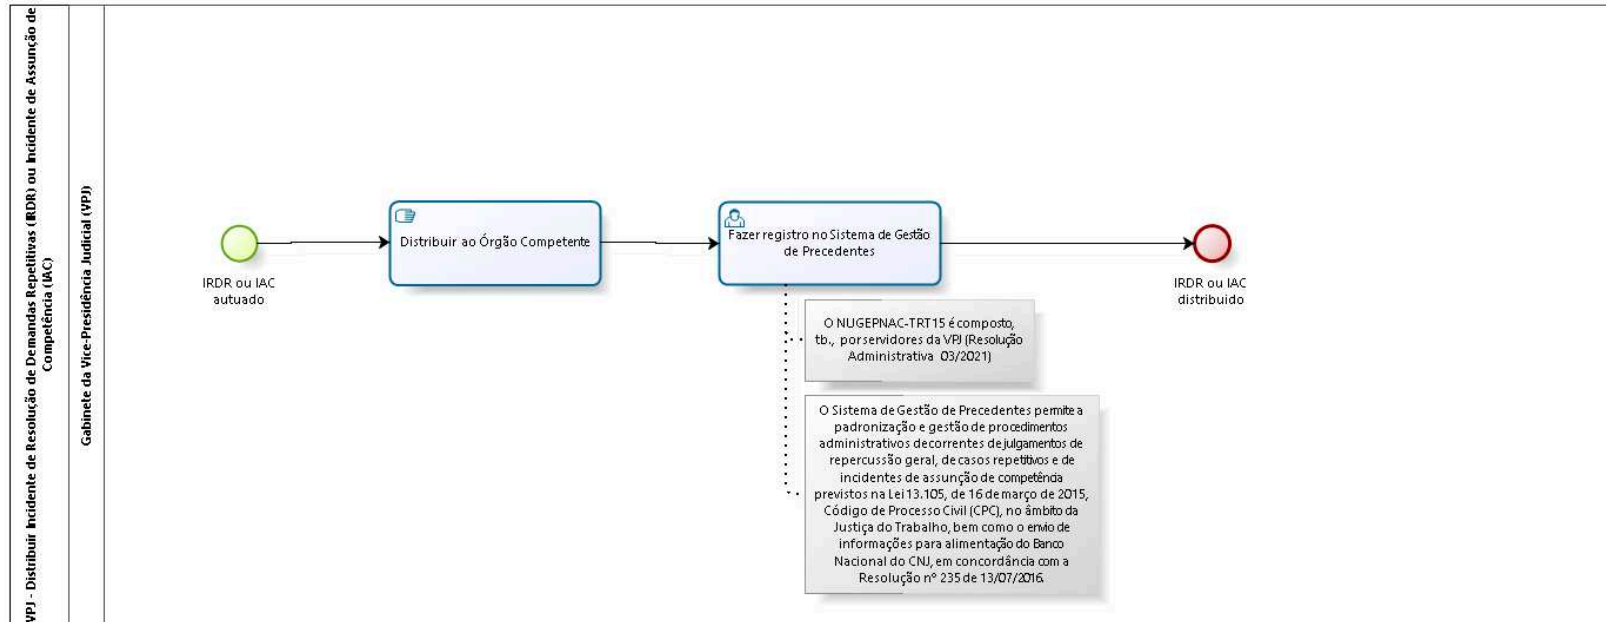 VPJ - Distribuir Incidente de Resolução de Demandas Repetitivas (IRDR) ou Incidente de Assunção de
Competência (IAC)
Gabinete da Vice-Presidência Judicial (VPJ)
IRDR ou IAC
autuado
Distribuir ao Órgão Competente
Fazer registro no Sistema de Gestão
de Precedentes
IRDR ou IAC
distribuido
O NUGEPNAC-TRT15 é composto,
tb., por servidores da VPJ (Resolução
Administrativa 03/2021)
O Sistema de Gestão de Precedentes permite a
padronização e gestão de procedimentos
administrativos decorrentes de julgamentos de
repercussão geral, de casos repetitivos e de
incidentes de assunção de competência
previstos na Lei 13.105, de 16 de março de 2015,
Código de Processo Civil (CPC), no âmbito da
Justiça do Trabalho, bem como o envio de
informações para alimentação do Banco
Nacional do CNJ, em concordância com a
Resolução nº 235 de 13/07/2016.